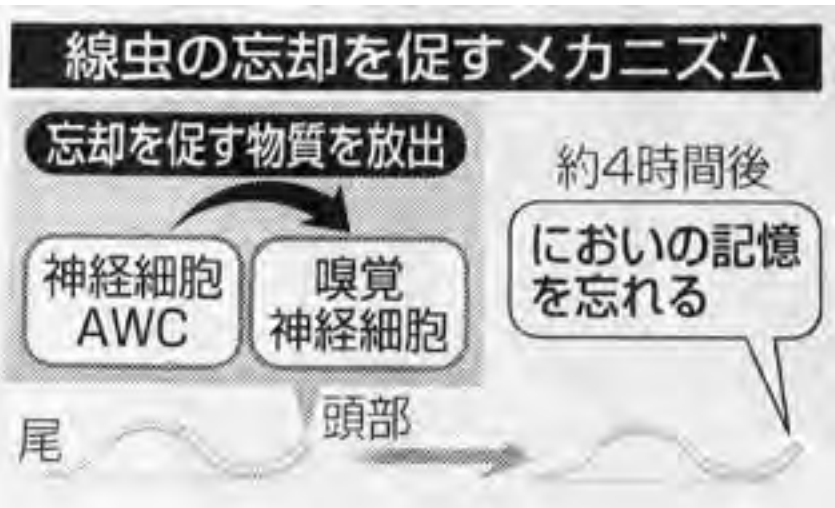 線虫の忘却を促すメカニズム
忘却を促す物質を放出
神経細胞
AWC
嗅覚
神経細胞
約4時間後
においの記憶
を忘れる
尾
頭部